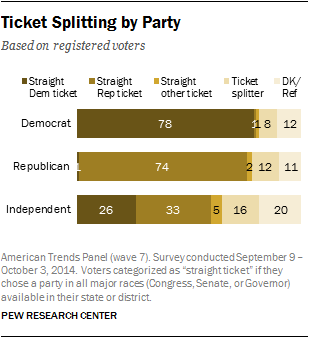 Ticket Splitting by Party
Based on registered voters
Straight Dem ticket
Straight Rep ticket
Straight other ticket
Ticket splitter
DK/ Ref
Democrat 78 1 1 8 12
Republican 1 74 2 12 11
Independent 26 33 5 16 20
American Trends Panel (wave 7). Survey conducted September 9 –
October 3, 2014. Voters categorized as “straight ticket” if they
chose a party in all major races (Congress, Senate, or Governor)
available in their state or district.
PEW RESEARCH CENTER